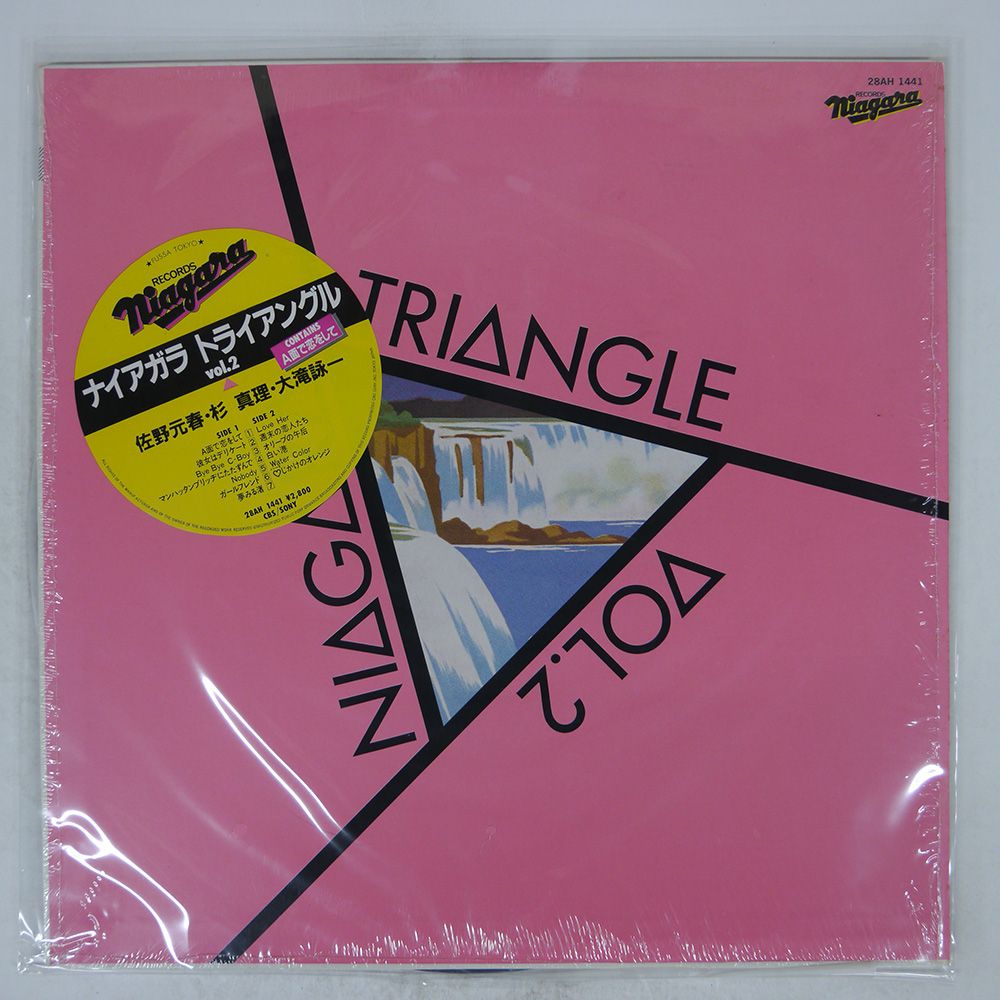 28AH 1441
RECORDS
Niagara
NIAGA
TRIANGLE
VOL.2
★FUSSA TOKYO★
RECORDS
Niagara
ナイアガラ トライアングル
vol.2
CONTAINS
A面で恋をして
佐野元春・杉 真理・大滝詠一
SIDE 1 SIDE 2
A面で恋をして ① Love Her
彼女はデリケート ② 週末の恋人たち
Bye Bye C-Boy ③ オリーブの午后
マンハッタンブリッヂにたたずんで ④ 白い港
Nobody ⑤ Water Color
ガールフレンド ⑥ ♡じかけのオレンジ
夢みる渚 ⑦
28AH 1441 ¥2,800
CBS/SONY